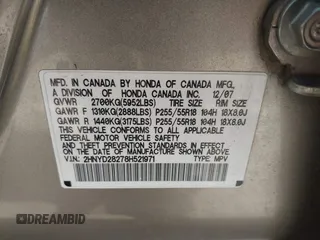 MFD. IN CANADA BY HONDA OF CANADA MFG.,
A DIVISION OF HONDA CANADA INC. 12/07
GVWR 2700KG(5952LBS) TIRE SIZE RIM SIZE
GAWR F 1310KG(2888LBS) P255/55R18 104H 18X8.0J
GAWR R 1440KG(3175LBS) P255/55R18 104H 18X8.0J
THIS VEHICLE CONFORMS TO ALL APPLICABLE
FEDERAL MOTOR VEHICLE SAFETY AND THEFT
PREVENTION STANDARDS IN EFFECT ON THE DATE
OF MANUFACTURE SHOWN ABOVE.
V.I.N.: 2HNYD28278H521971 TYPE: MPV
DREAMBID